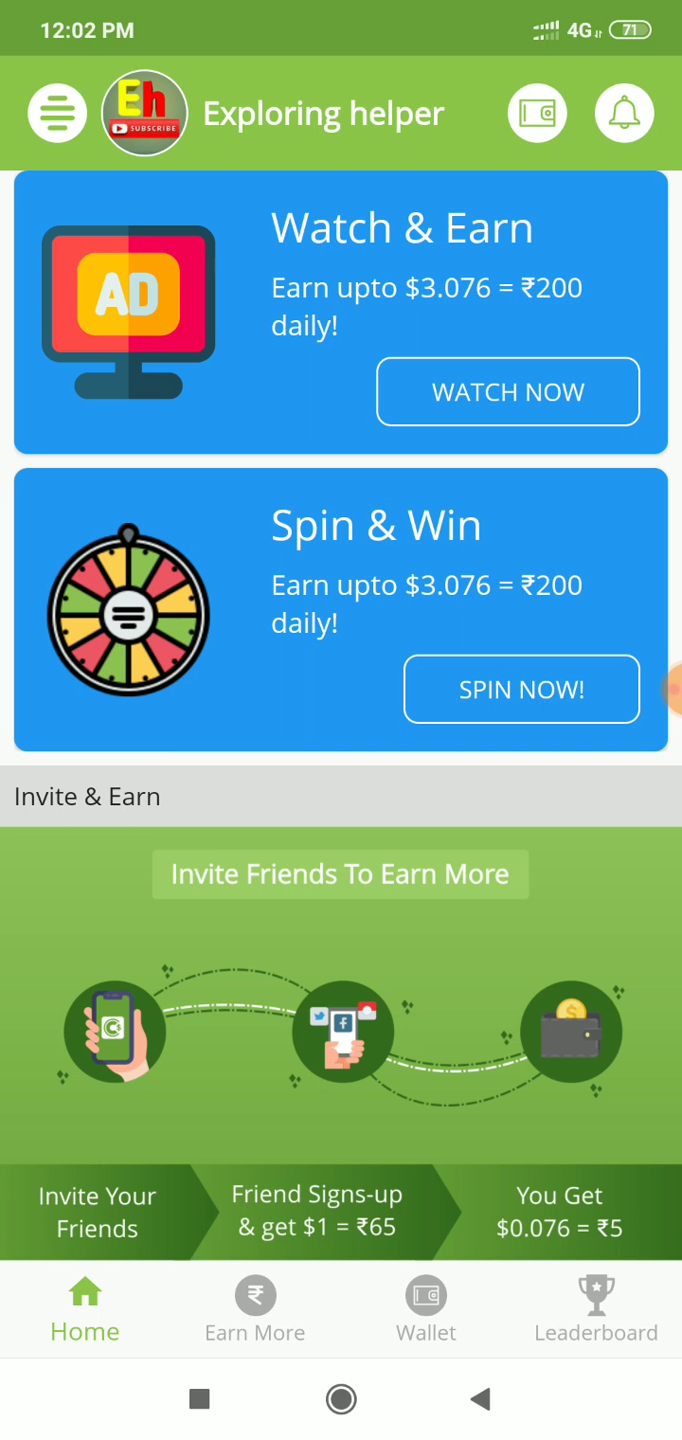 12:02 PM
4G
71
Eh
SUBSCRIBE
Exploring helper
AD
Watch & Earn
Earn upto $3.076 = ₹200
daily!
WATCH NOW
Spin & Win
Earn upto $3.076 = ₹200
daily!
SPIN NOW!
Invite & Earn
Invite Friends To Earn More
Invite Your
Friends
Friend Signs-up
& get $1 = ₹65
You Get
$0.076 = ₹5
Home
Earn More
Wallet
Leaderboard